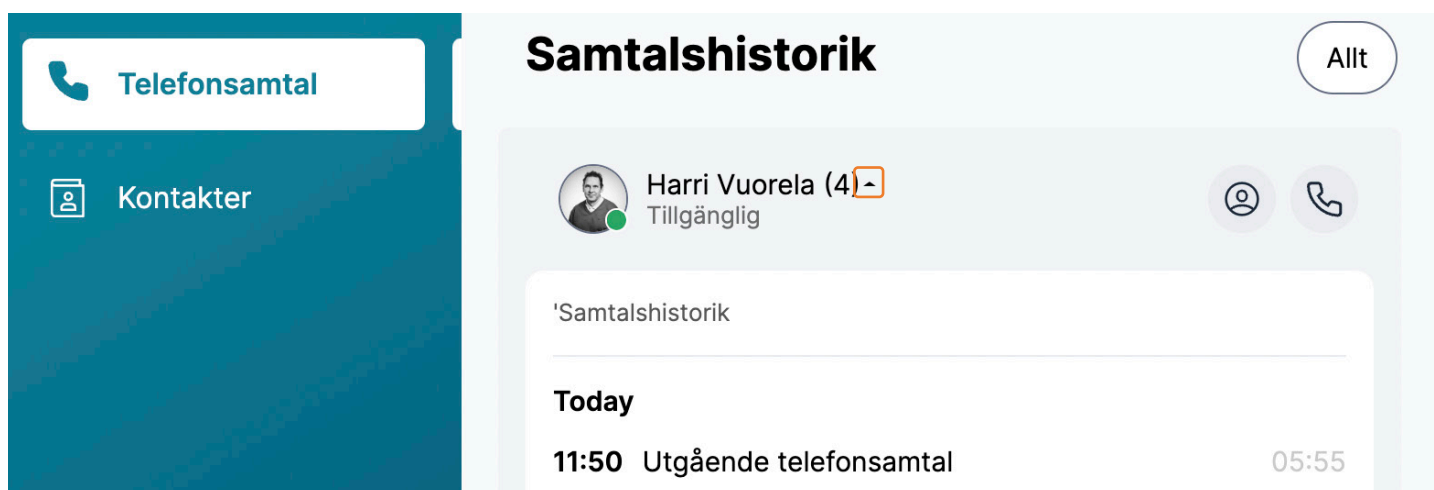 Telefonsamtal
Kontakter
Samtalshistorik
Allt
Harri Vuorela (4)
Tillgänglig
'Samtalshistorik
Today
11:50 Utgående telefonsamtal 05:55